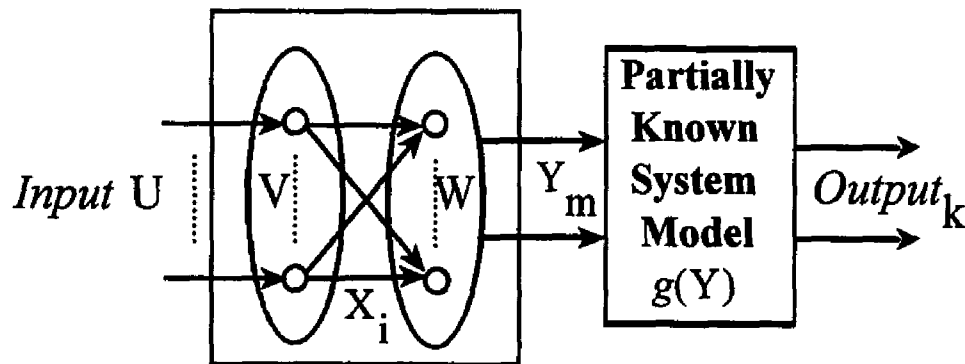 Input U
V
X_i
W
Y_m
Partially
Known
System
Model
g(Y)
Output_k